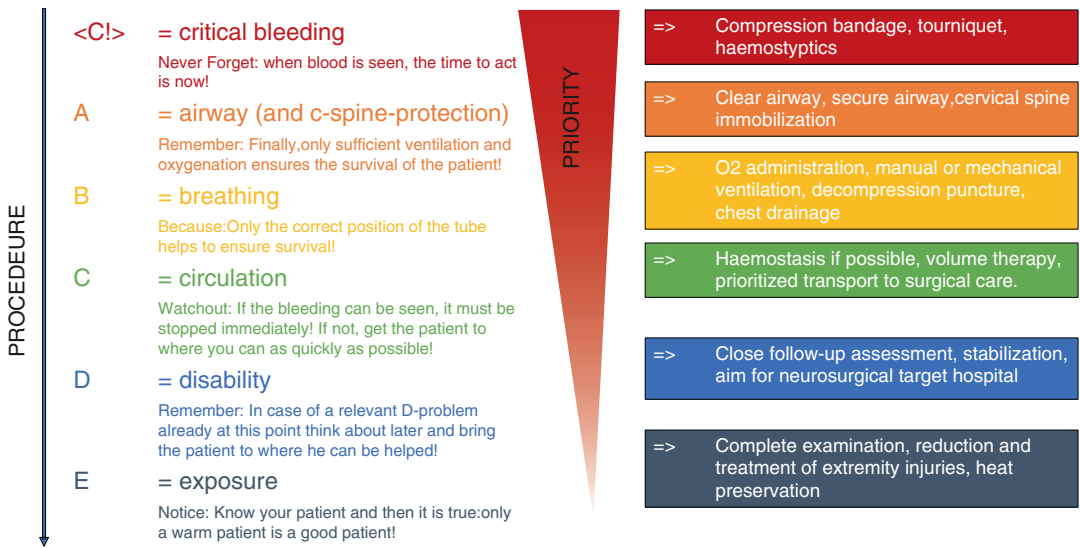 PROCEDEURE
<C!> = critical bleeding
Never Forget: when blood is seen, the time to act
is now!
A = airway (and c-spine-protection)
Remember: Finally,only sufficient ventilation and
oxygenation ensures the survival of the patient!
B = breathing
Because:Only the correct position of the tube
helps to ensure survival!
C = circulation
Watchout: If the bleeding can be seen, it must be
stopped immediately! If not, get the patient to
where you can as quickly as possible!
D = disability
Remember: In case of a relevant D-problem
already at this point think about later and bring
the patient to where he can be helped!
E = exposure
Notice: Know your patient and then it is true:only
a warm patient is a good patient!
PRIORITY
=> Compression bandage, tourniquet,
haemostyptics
=> Clear airway, secure airway,cervical spine
immobilization
=> O2 administration, manual or mechanical
ventilation, decompression puncture,
chest drainage
=> Haemostasis if possible, volume therapy,
prioritized transport to surgical care.
=> Close follow-up assessment, stabilization,
aim for neurosurgical target hospital
=> Complete examination, reduction and
treatment of extremity injuries, heat
preservation